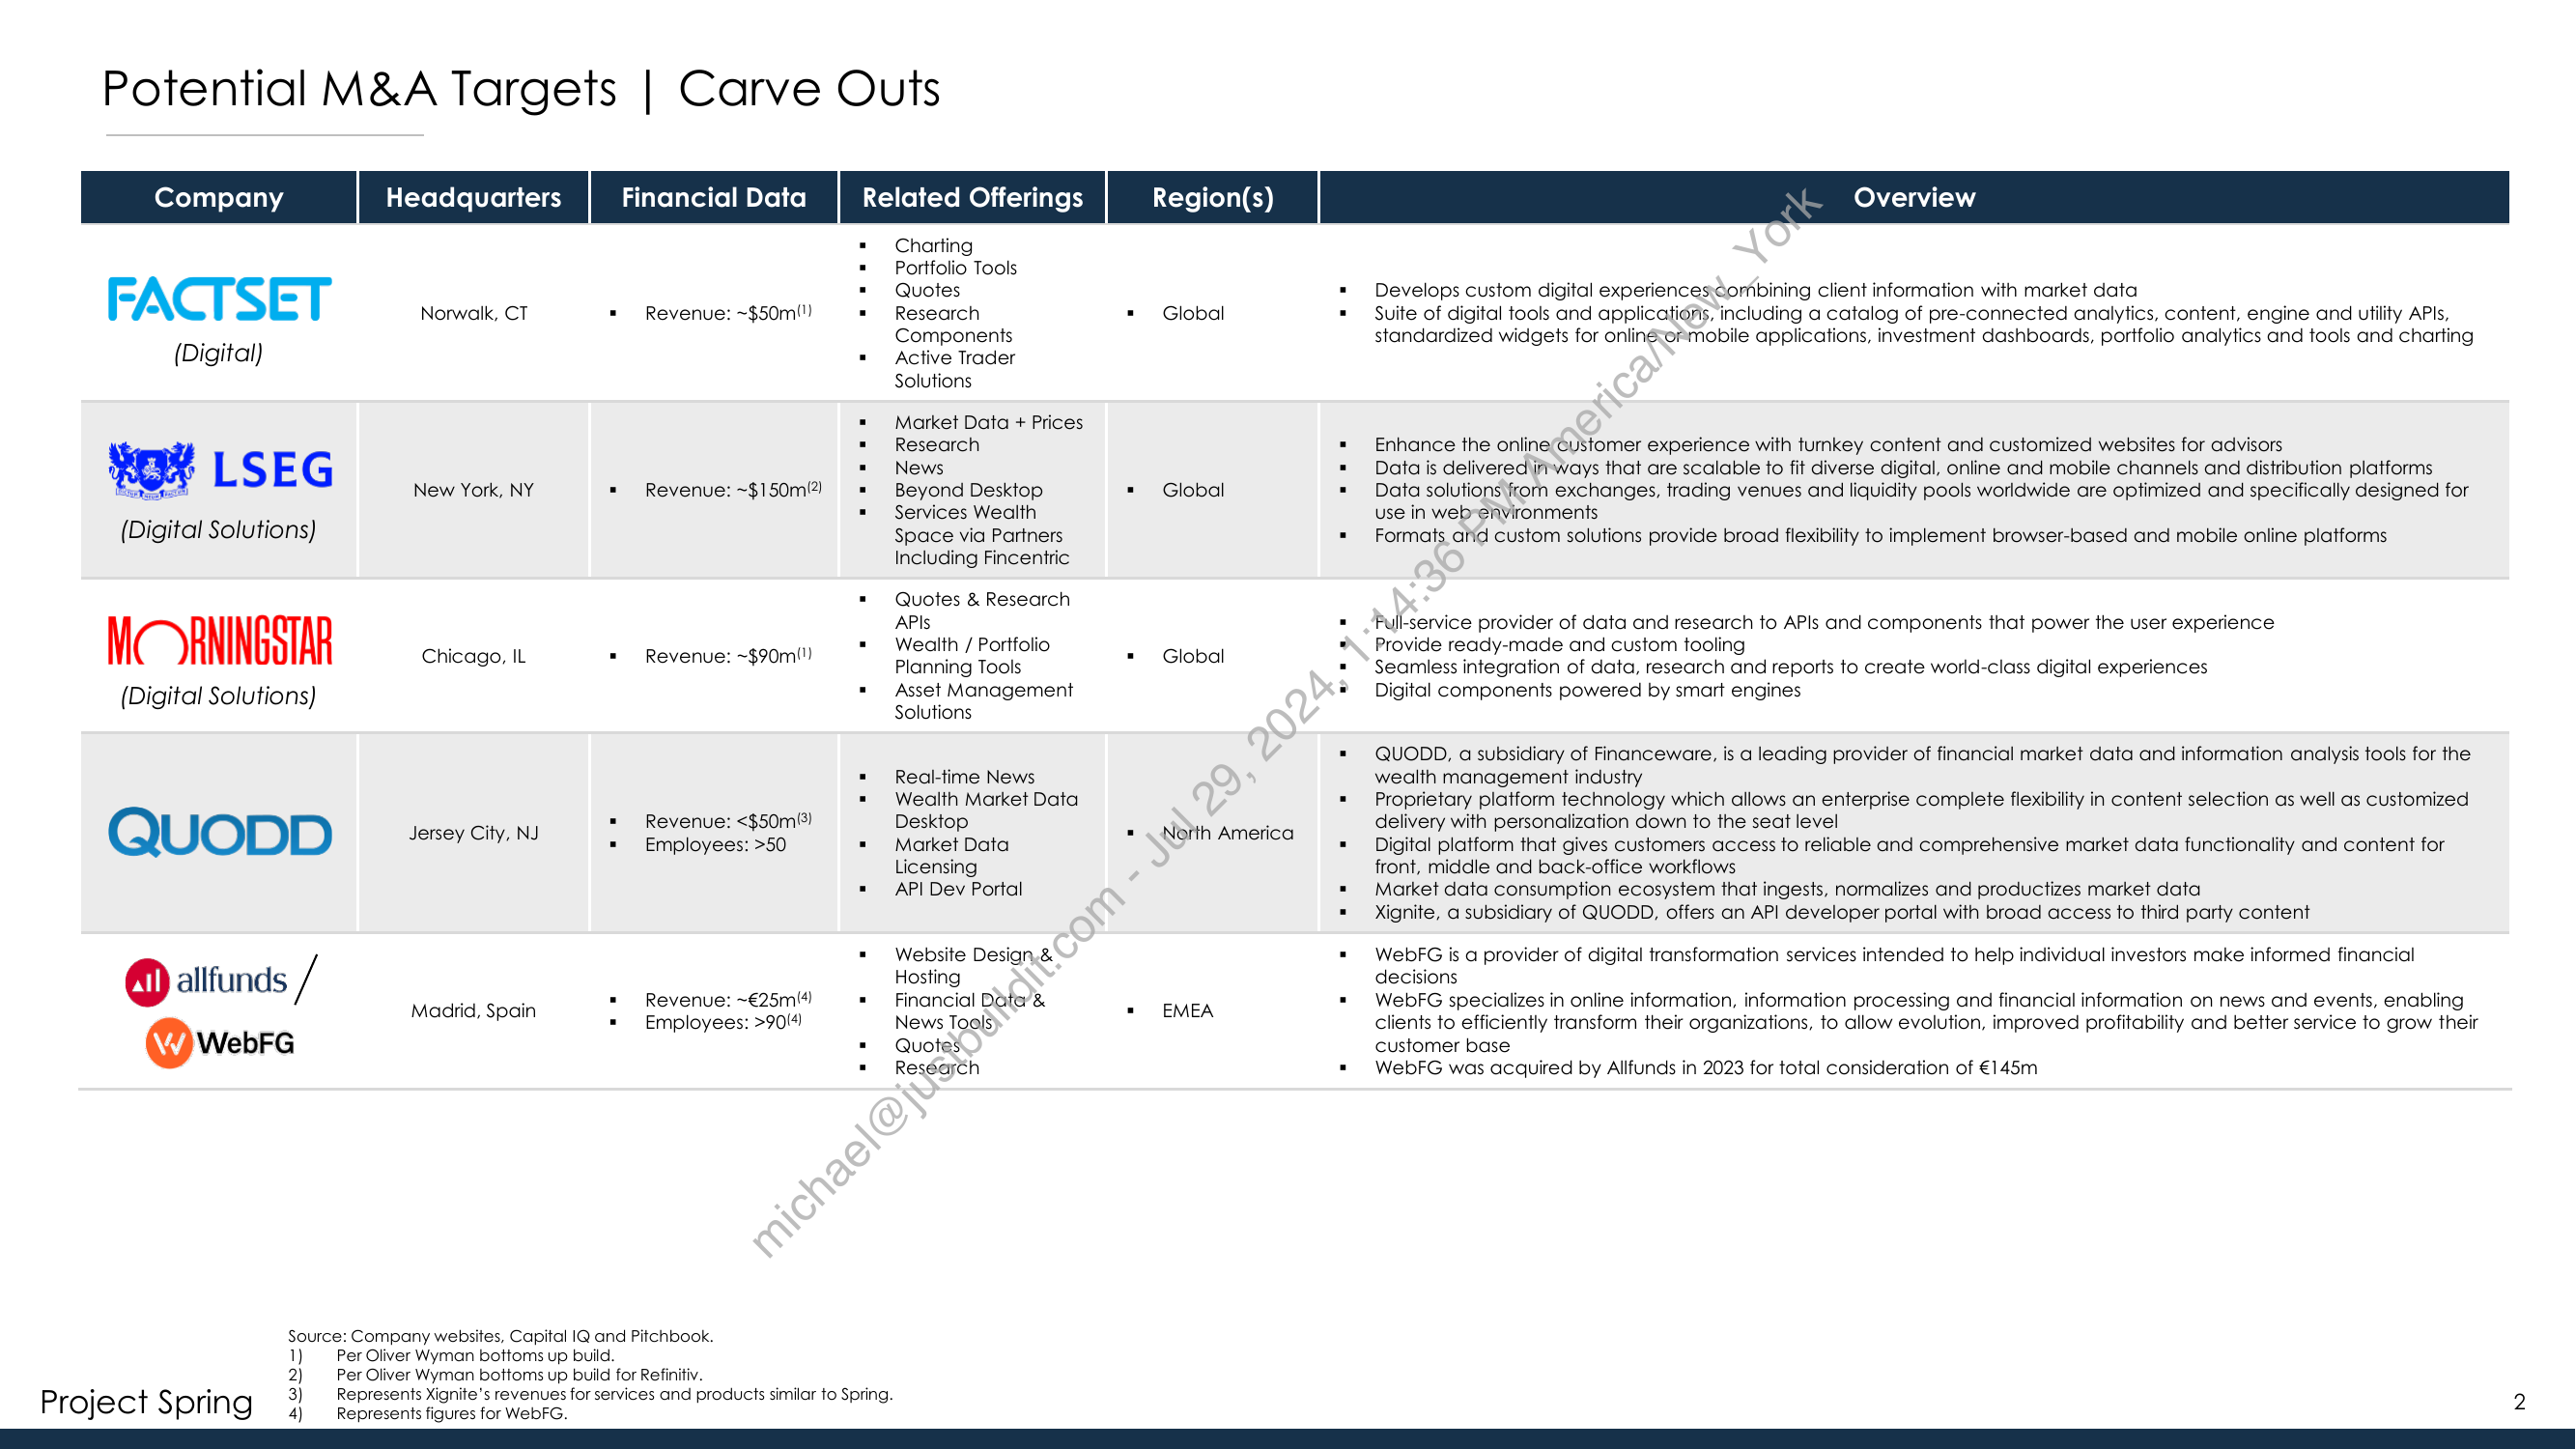 Potential M&A Targets | Carve Outs
Company
Headquarters
Financial Data
Related Offerings
Region(s)
Overview
FACTSET
(Digital)
Norwalk, CT
▪ Revenue: ~$50m(1)
▪ Charting
▪ Portfolio Tools
▪ Quotes
▪ Research
Components
▪ Active Trader
Solutions
▪ Global
▪ Develops custom digital experiences combining client information with market data
▪ Suite of digital tools and applications, including a catalog of pre-connected analytics, content, engine and utility APIs,
standardized widgets for online or mobile applications, investment dashboards, portfolio analytics and tools and charting
LSEG
(Digital Solutions)
New York, NY
▪ Revenue: ~$150m(2)
▪ Market Data + Prices
▪ Research
▪ News
▪ Beyond Desktop
▪ Services Wealth
Space via Partners
Including Fincentric
▪ Global
▪ Enhance the online customer experience with turnkey content and customized websites for advisors
▪ Data is delivered in ways that are scalable to fit diverse digital, online and mobile channels and distribution platforms
▪ Data solutions from exchanges, trading venues and liquidity pools worldwide are optimized and specifically designed for
use in web environments
▪ Formats and custom solutions provide broad flexibility to implement browser-based and mobile online platforms
MORNINGSTAR
(Digital Solutions)
Chicago, IL
▪ Revenue: ~$90m(1)
▪ Quotes & Research
APIs
▪ Wealth / Portfolio
Planning Tools
▪ Asset Management
Solutions
▪ Global
▪ Full-service provider of data and research to APIs and components that power the user experience
▪ Provide ready-made and custom tooling
▪ Seamless integration of data, research and reports to create world-class digital experiences
▪ Digital components powered by smart engines
QUODD
Jersey City, NJ
▪ Revenue: <$50m(3)
▪ Employees: >50
▪ Real-time News
▪ Wealth Market Data
Desktop
▪ Market Data
Licensing
▪ API Dev Portal
▪ North America
▪ QUODD, a subsidiary of Financeware, is a leading provider of financial market data and information analysis tools for the
wealth management industry
▪ Proprietary platform technology which allows an enterprise complete flexibility in content selection as well as customized
delivery with personalization down to the seat level
▪ Digital platform that gives customers access to reliable and comprehensive market data functionality and content for
front, middle and back-office workflows
▪ Market data consumption ecosystem that ingests, normalizes and productizes market data
▪ Xignite, a subsidiary of QUODD, offers an API developer portal with broad access to third party content
allfunds /
WebFG
Madrid, Spain
▪ Revenue: ~€25m(4)
▪ Employees: >90(4)
▪ Website Design &
Hosting
▪ Financial Data &
News Tools
▪ Quotes
▪ Research
▪ EMEA
▪ WebFG is a provider of digital transformation services intended to help individual investors make informed financial
decisions
▪ WebFG specializes in online information, information processing and financial information on news and events, enabling
clients to efficiently transform their organizations, to allow evolution, improved profitability and better service to grow their
customer base
▪ WebFG was acquired by Allfunds in 2023 for total consideration of €145m
michael@justbuildit.com - Jul 29, 2024, 1:14:36 PM America/New_York
Source: Company websites, Capital IQ and Pitchbook.
1) Per Oliver Wyman bottoms up build.
2) Per Oliver Wyman bottoms up build for Refinitiv.
3) Represents Xignite’s revenues for services and products similar to Spring.
4) Represents figures for WebFG.
Project Spring
2